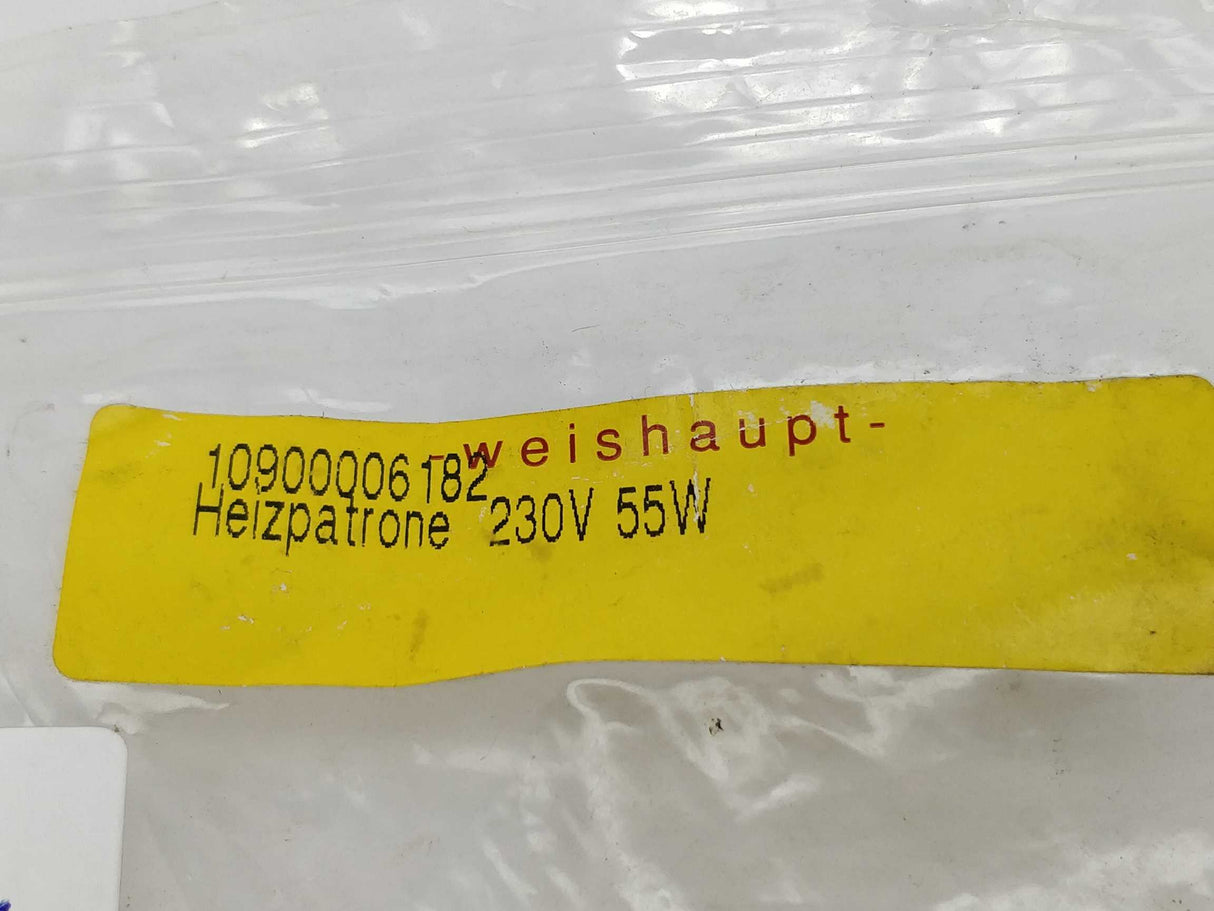 -weishaupt-
10900006182
Heizpatrone 230V 55W